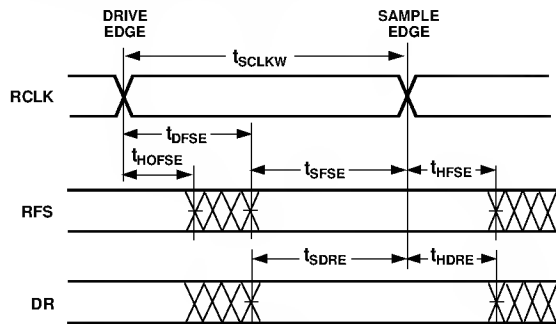 DRIVE EDGE
SAMPLE EDGE
tSCLKW
RCLK
tDFSE
tHOFSE
tSFSE
tHFSE
RFS
tSDRE
tHDRE
DR